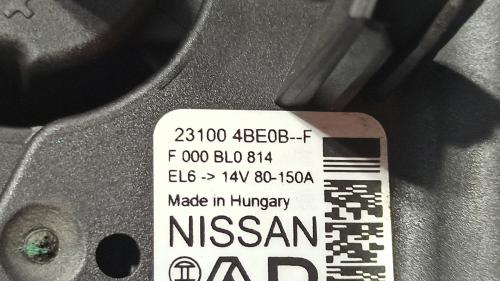 23100 4BE0B--F
F 000 BL0 814
EL6 -> 14V 80-150A
Made in Hungary
NISSAN